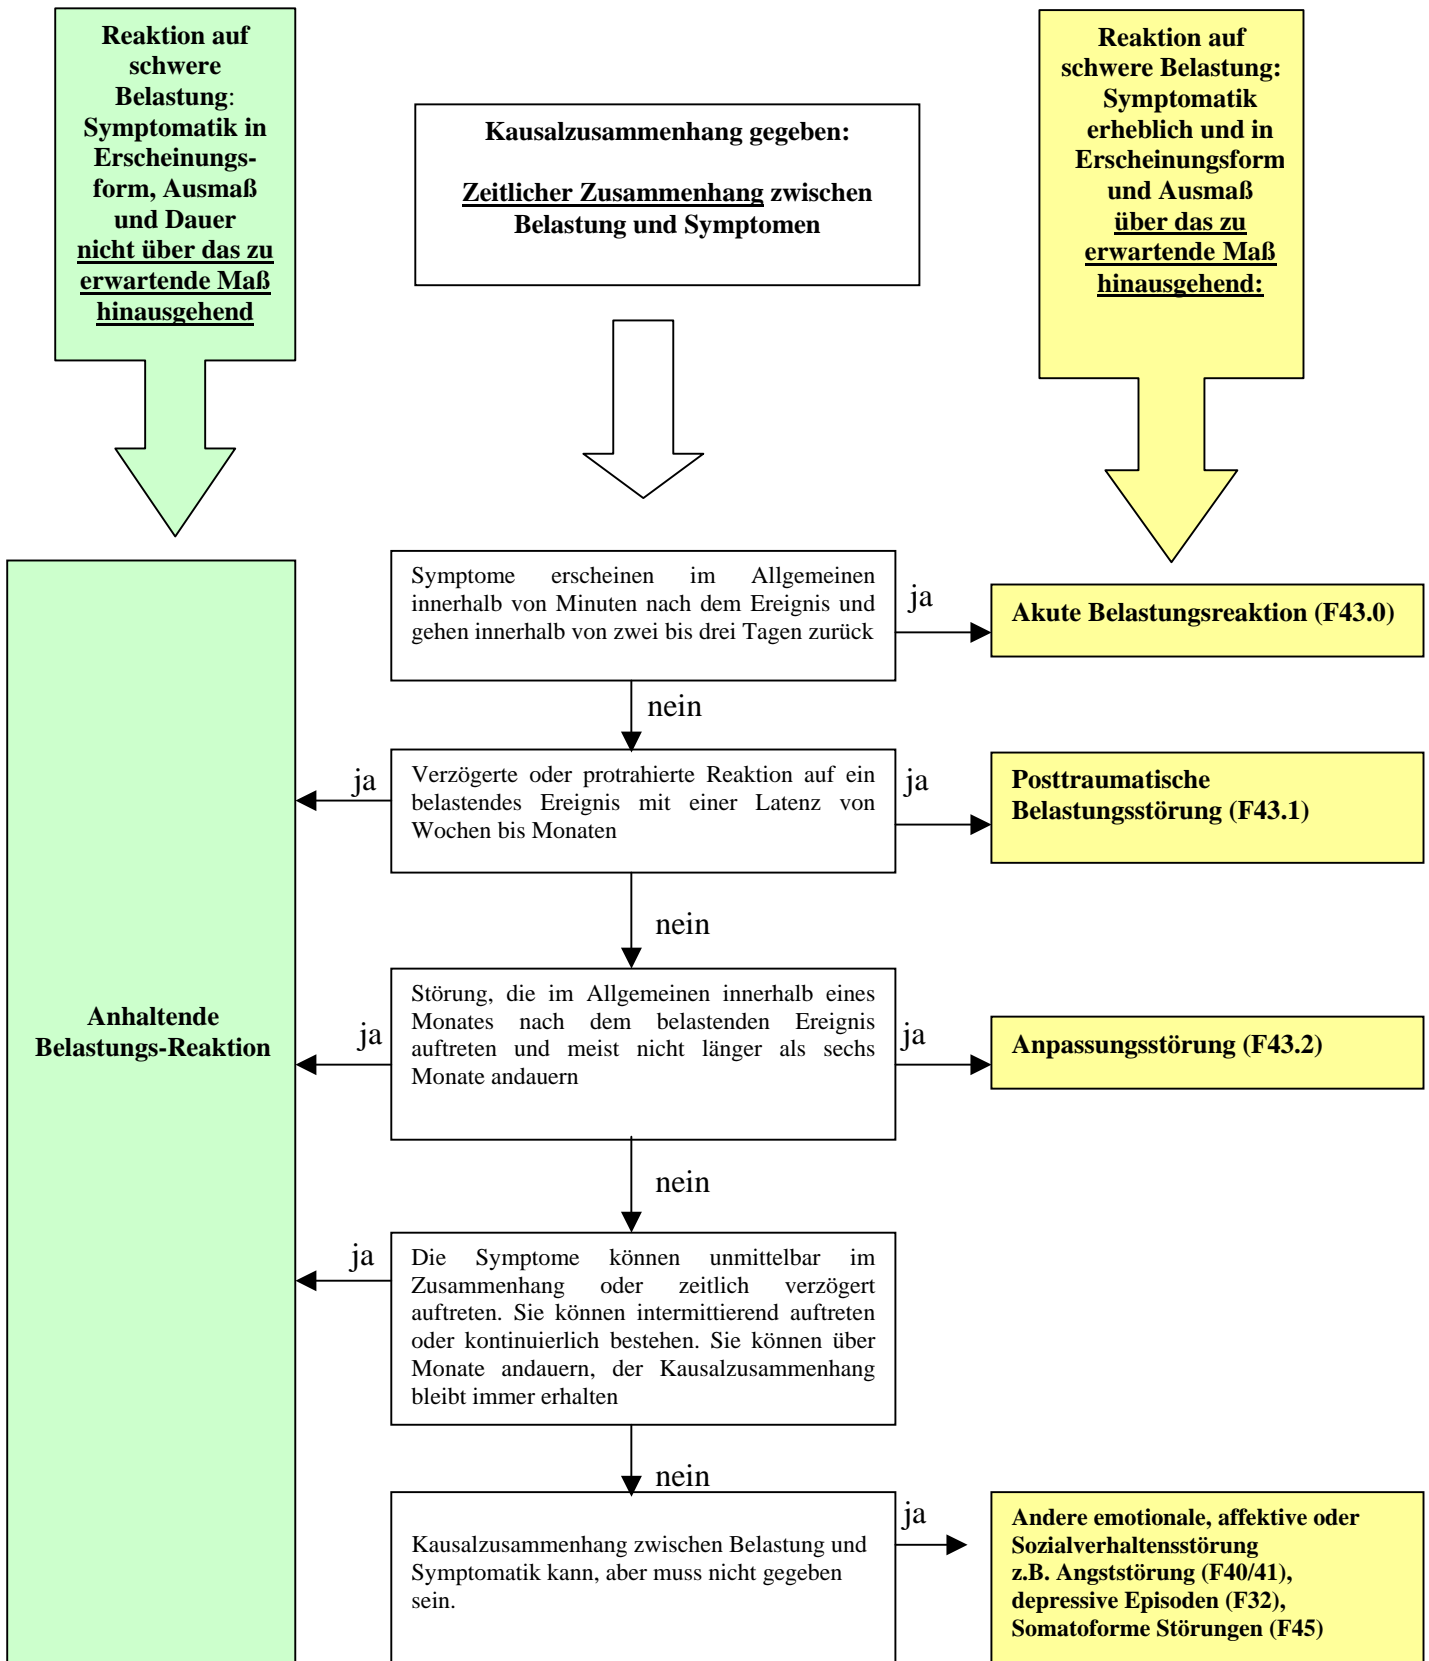 Reaktion auf
schwere
Belastung:
Symptomatik in
Erscheinungs-
form, Ausmaß
und Dauer
nicht über das zu
erwartende Maß
hinausgehend
Kausalzusammenhang gegeben:
Zeitlicher Zusammenhang zwischen
Belastung und Symptomen
Reaktion auf
schwere Belastung:
Symptomatik
erheblich und in
Erscheinungsform
und Ausmaß
über das zu
erwartende Maß
hinausgehend:
Symptome erscheinen im Allgemeinen
innerhalb von Minuten nach dem Ereignis und
gehen innerhalb von zwei bis drei Tagen zurück
ja
Akute Belastungsreaktion (F43.0)
nein
ja
Verzögerte oder protrahierte Reaktion auf ein
belastendes Ereignis mit einer Latenz von
Wochen bis Monaten
ja
Posttraumatische
Belastungsstörung (F43.1)
nein
Anhaltende
Belastungs-Reaktion
ja
Störung, die im Allgemeinen innerhalb eines
Monates nach dem belastenden Ereignis
auftreten und meist nicht länger als sechs
Monate andauern
ja
Anpassungsstörung (F43.2)
nein
ja
Die Symptome können unmittelbar im
Zusammenhang oder zeitlich verzögert
auftreten. Sie können intermittierend auftreten
oder kontinuierlich bestehen. Sie können über
Monate andauern, der Kausalzusammenhang
bleibt immer erhalten
nein
Kausalzusammenhang zwischen Belastung und
Symptomatik kann, aber muss nicht gegeben
sein.
ja
Andere emotionale, affektive oder
Sozialverhaltensstörung
z.B. Angststörung (F40/41),
depressive Episoden (F32),
Somatoforme Störungen (F45)